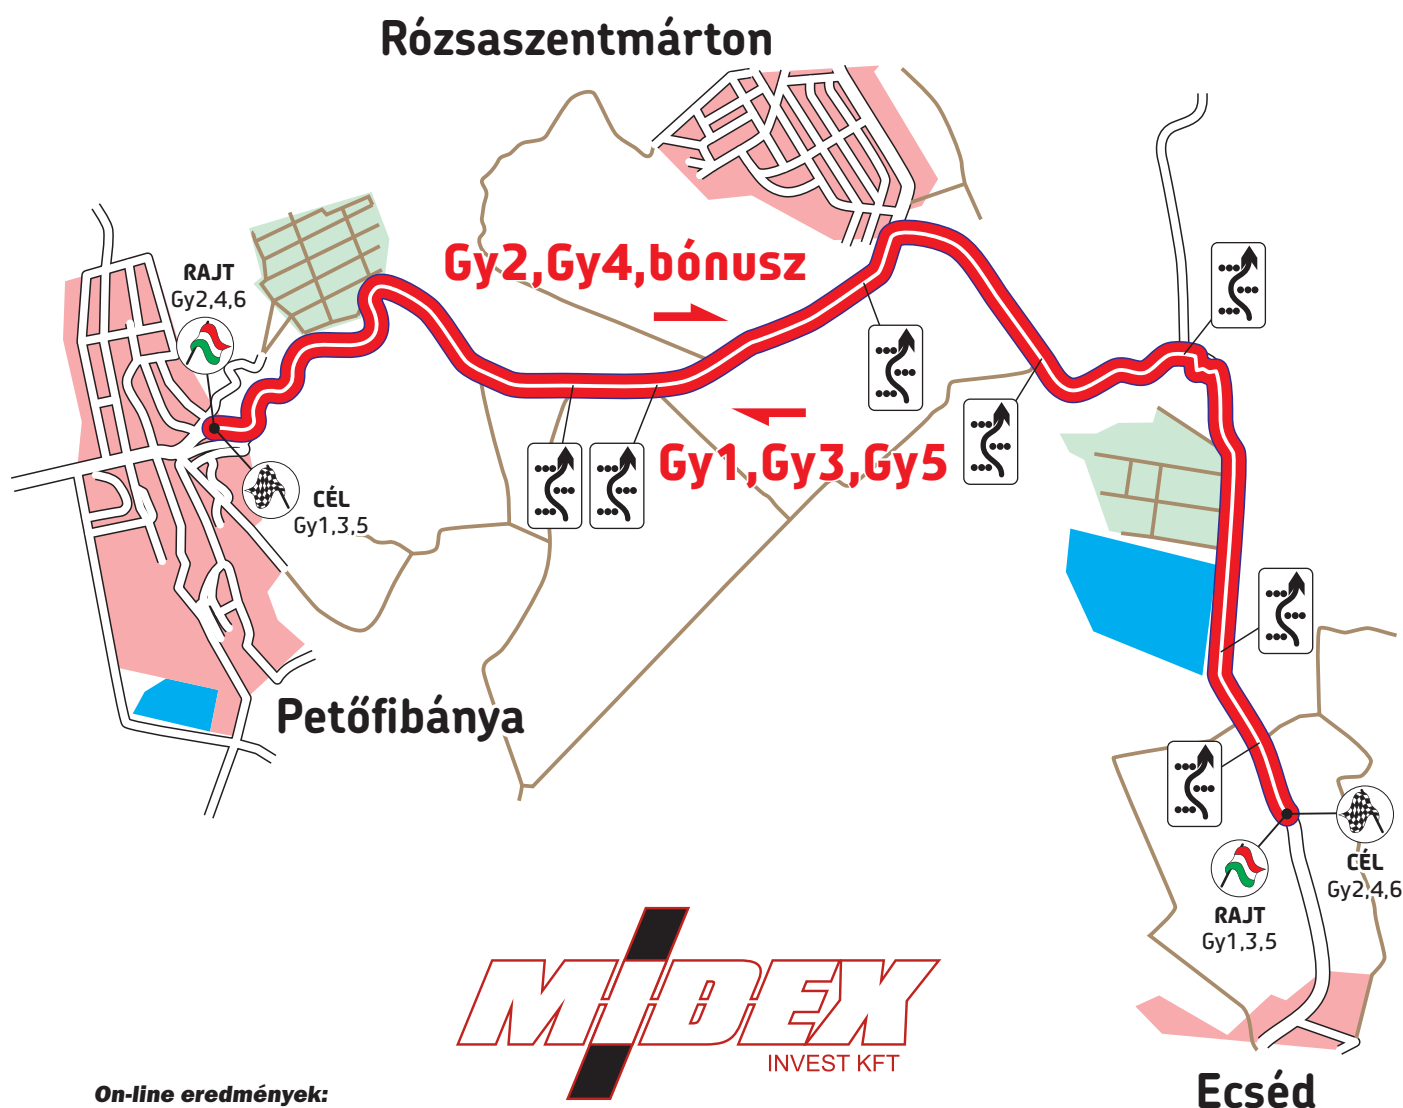 Rózsaszentmárton
Gy2,Gy4,bónusz
RAJT
Gy2,4,6
Gy1,Gy3,Gy5
CÉL
Gy1,3,5
Petőfibánya
CÉL
Gy2,4,6
RAJT
Gy1,3,5
MIDEX
INVEST KFT
Ecséd
On-line eredmények: